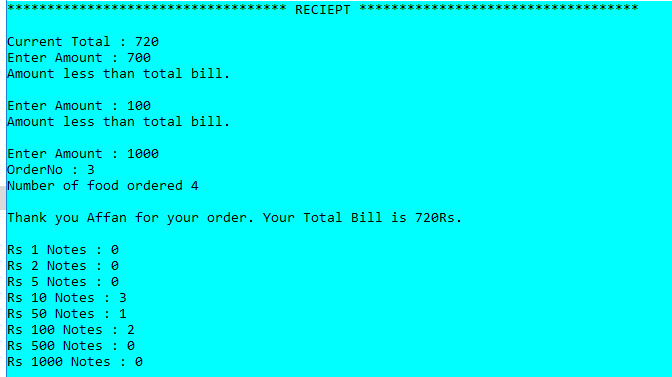 *********************************** RECIEPT ***********************************
Current Total : 720
Enter Amount : 700
Amount less than total bill.
Enter Amount : 100
Amount less than total bill.
Enter Amount : 1000
OrderNo : 3
Number of food ordered 4
Thank you Affan for your order. Your Total Bill is 720Rs.
Rs 1 Notes : 0
Rs 2 Notes : 0
Rs 5 Notes : 0
Rs 10 Notes : 3
Rs 50 Notes : 1
Rs 100 Notes : 2
Rs 500 Notes : 0
Rs 1000 Notes : 0